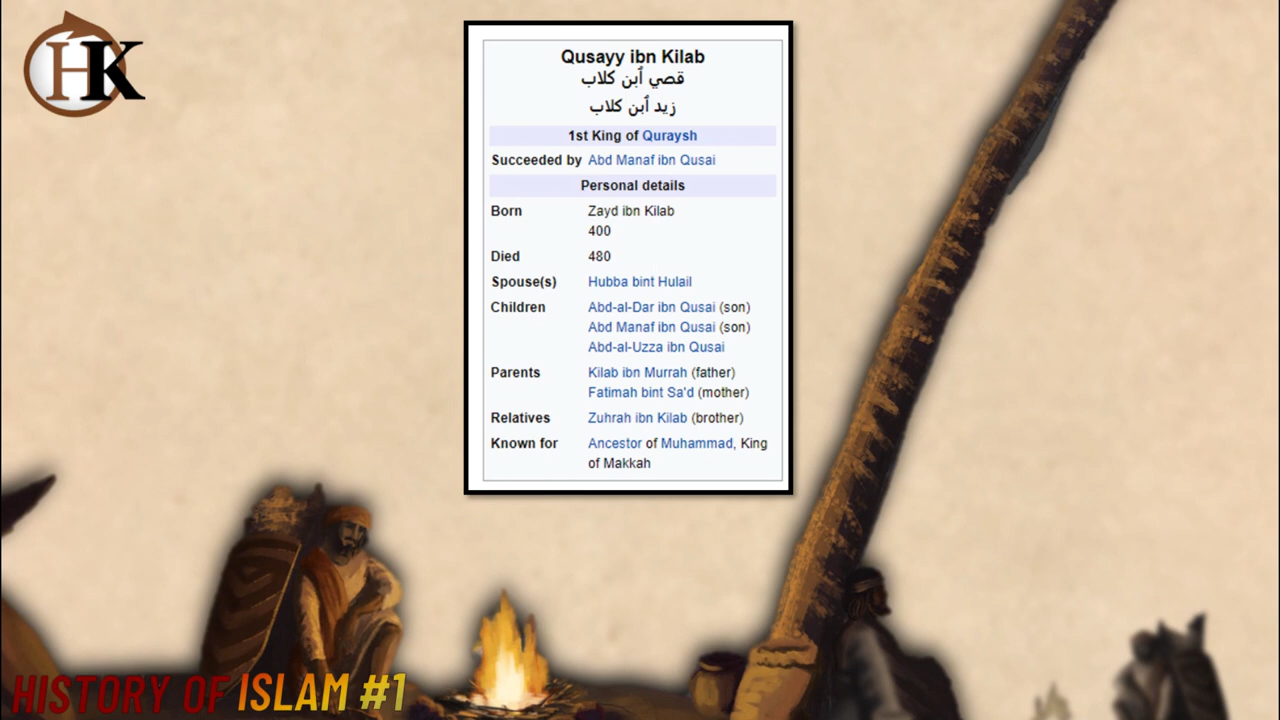 HK
Qusayy ibn Kilab
قصي ٱبن كلاب
زيد ٱبن كلاب
1st King of Quraysh
Succeeded by Abd Manaf ibn Qusai
Personal details
Born Zayd ibn Kilab
400
Died 480
Spouse(s) Hubba bint Hulail
Children Abd-al-Dar ibn Qusai (son)
Abd Manaf ibn Qusai (son)
Abd-al-Uzza ibn Qusai
Parents Kilab ibn Murrah (father)
Fatimah bint Sa'd (mother)
Relatives Zuhrah ibn Kilab (brother)
Known for Ancestor of Muhammad, King
of Makkah
HISTORY OF ISLAM #1